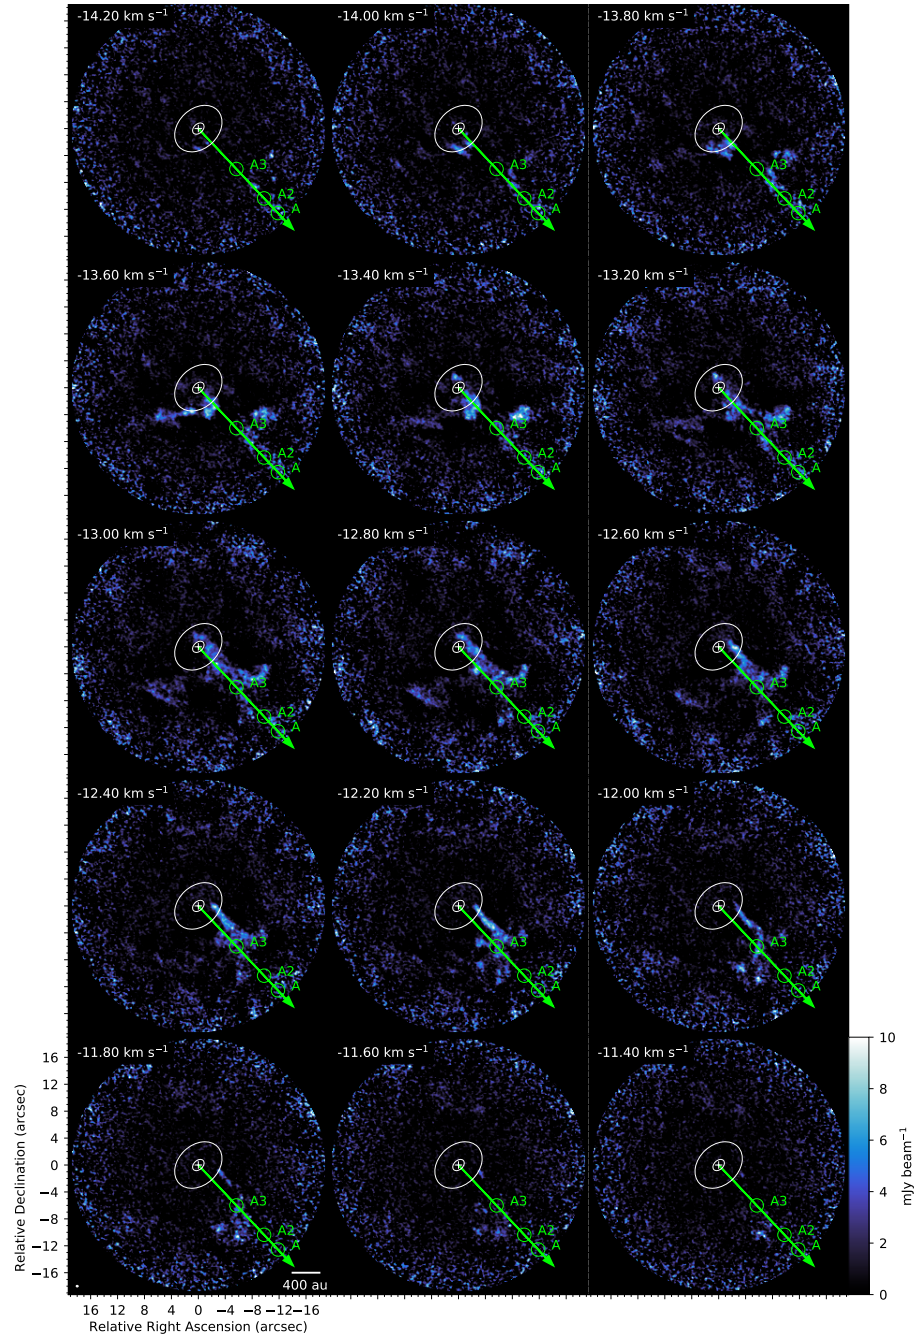 -14.20 km s⁻¹ -14.00 km s⁻¹ -13.80 km s⁻¹
A3 A3 A3
A2 A2 A2
A A A
-13.60 km s⁻¹ -13.40 km s⁻¹ -13.20 km s⁻¹
A3 A3 A3
A2 A2 A2
A A A
-13.00 km s⁻¹ -12.80 km s⁻¹ -12.60 km s⁻¹
A3 A3 A3
A2 A2 A2
A A A
-12.40 km s⁻¹ -12.20 km s⁻¹ -12.00 km s⁻¹
A3 A3 A3
A2 A2 A2
A A A
-11.80 km s⁻¹ -11.60 km s⁻¹ -11.40 km s⁻¹
A3 A3 A3
A2 A2 A2
A A A
400 au
16
12
8
4
0
−4
−8
−12
−16
Relative Declination (arcsec)
16 12 8 4 0 −4 −8 −12 −16
Relative Right Ascension (arcsec)
10
8
6
4
2
0
mJy beam⁻¹